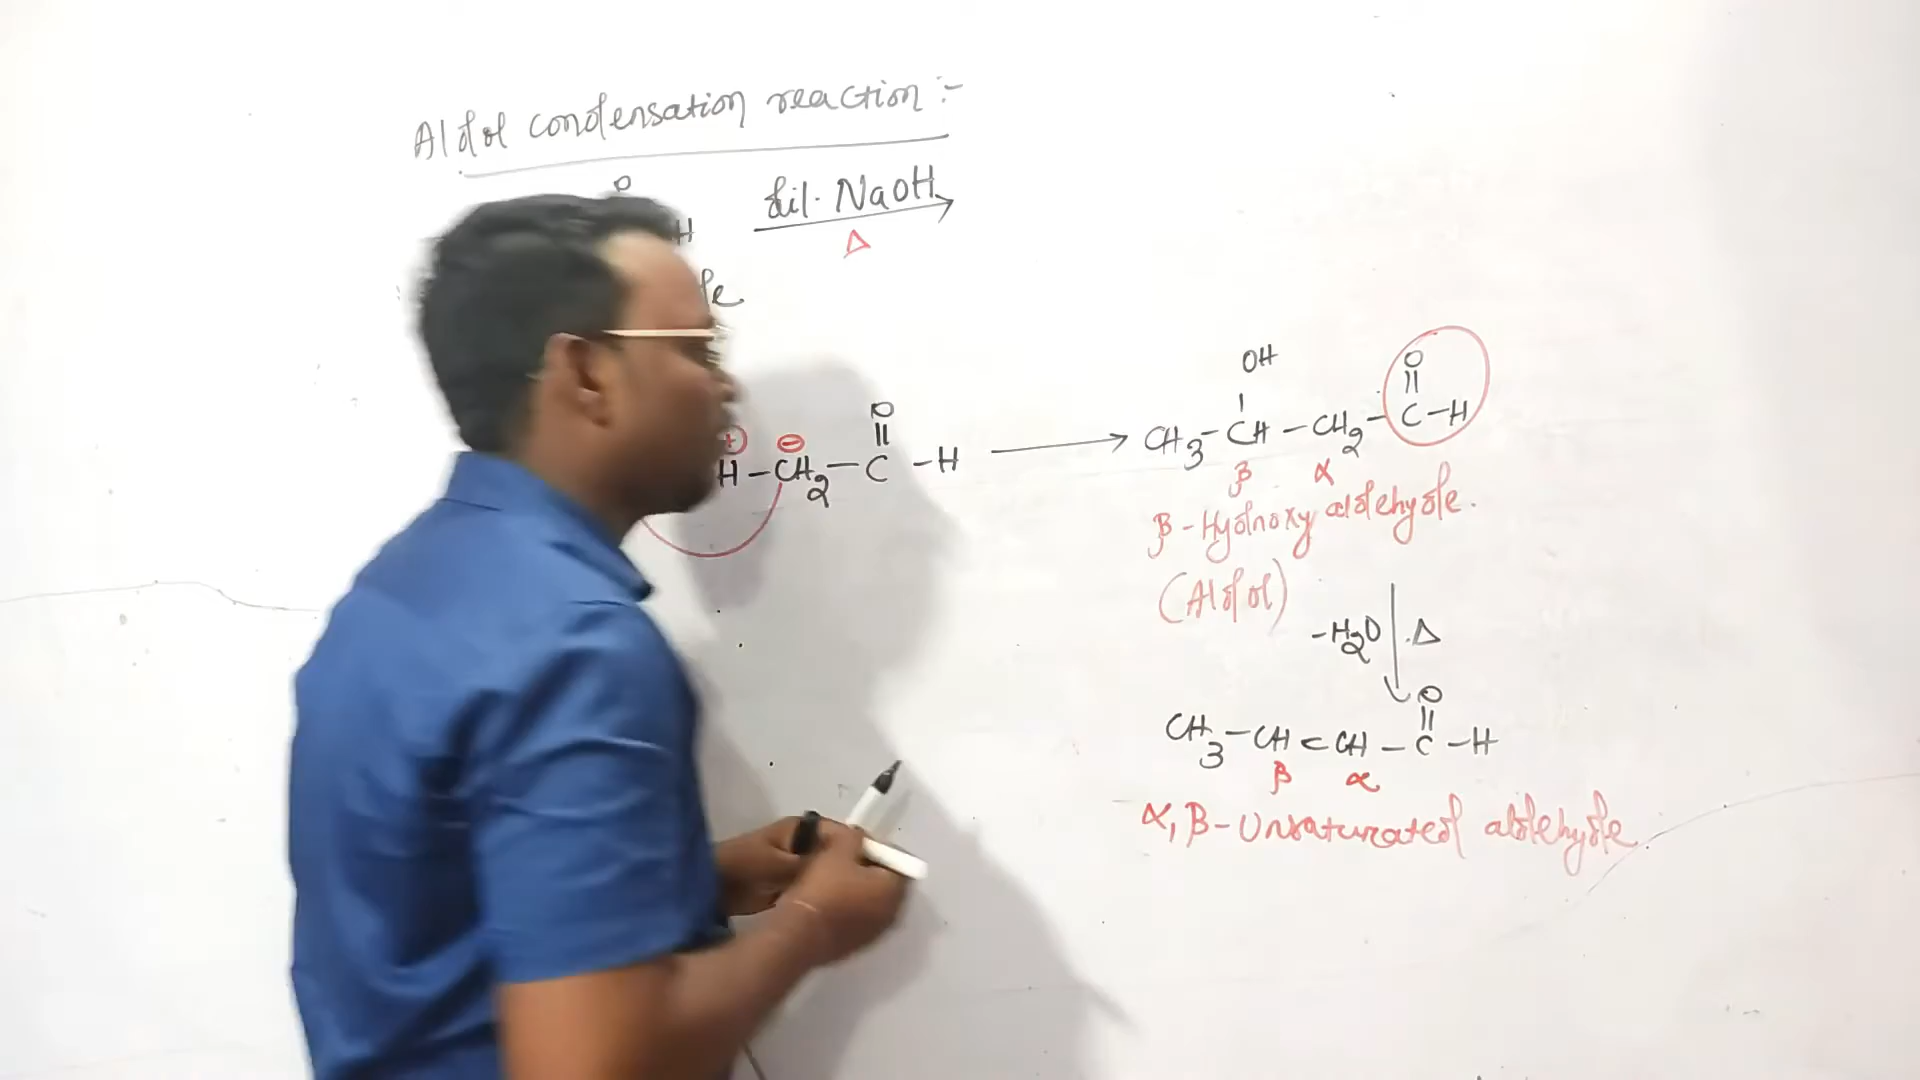 Aldol condensation reaction :-
O
H
dil. NaOH
Δ
⊕ ⊖ O
H - CH2 - C - H
OH O
CH3 - CH - CH2 - C - H
β α
β - Hydroxy aldehyde.
(Aldol)
- H2O Δ
O
CH3 - CH = CH - C - H
β α
α, β - Unsaturated aldehyde